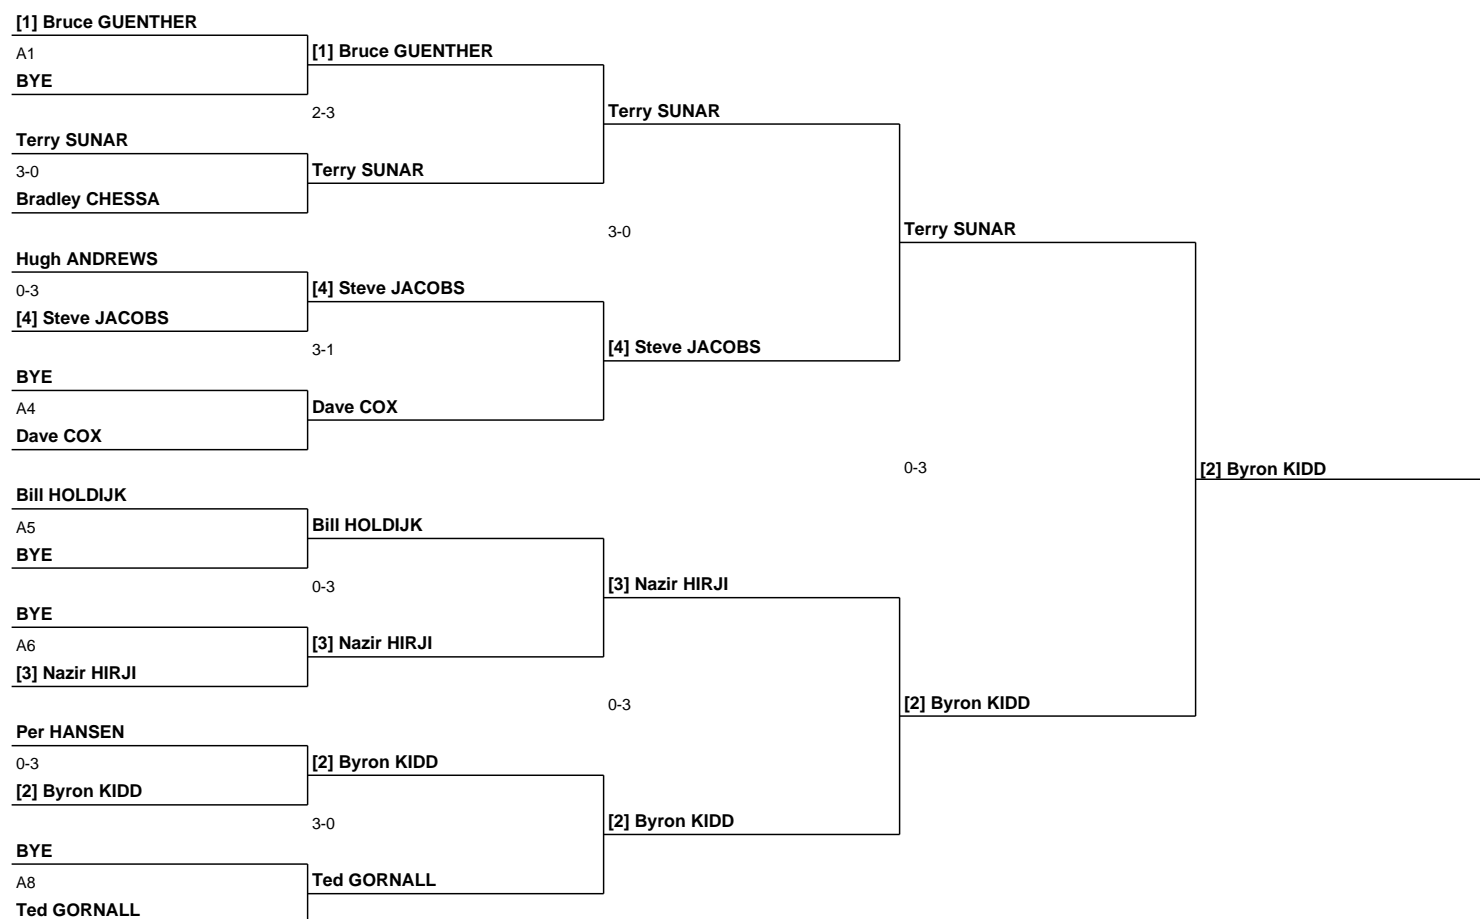 [1] Bruce GUENTHER
A1
BYE
Terry SUNAR
3-0
Bradley CHESSA
Hugh ANDREWS
0-3
[4] Steve JACOBS
BYE
A4
Dave COX
Bill HOLDIJK
A5
BYE
BYE
A6
[3] Nazir HIRJI
Per HANSEN
0-3
[2] Byron KIDD
BYE
A8
Ted GORNALL
[1] Bruce GUENTHER
2-3
Terry SUNAR
[4] Steve JACOBS
3-1
Dave COX
Bill HOLDIJK
0-3
[3] Nazir HIRJI
[2] Byron KIDD
3-0
Ted GORNALL
Terry SUNAR
3-0
[4] Steve JACOBS
[3] Nazir HIRJI
0-3
[2] Byron KIDD
Terry SUNAR
0-3
[2] Byron KIDD
[2] Byron KIDD